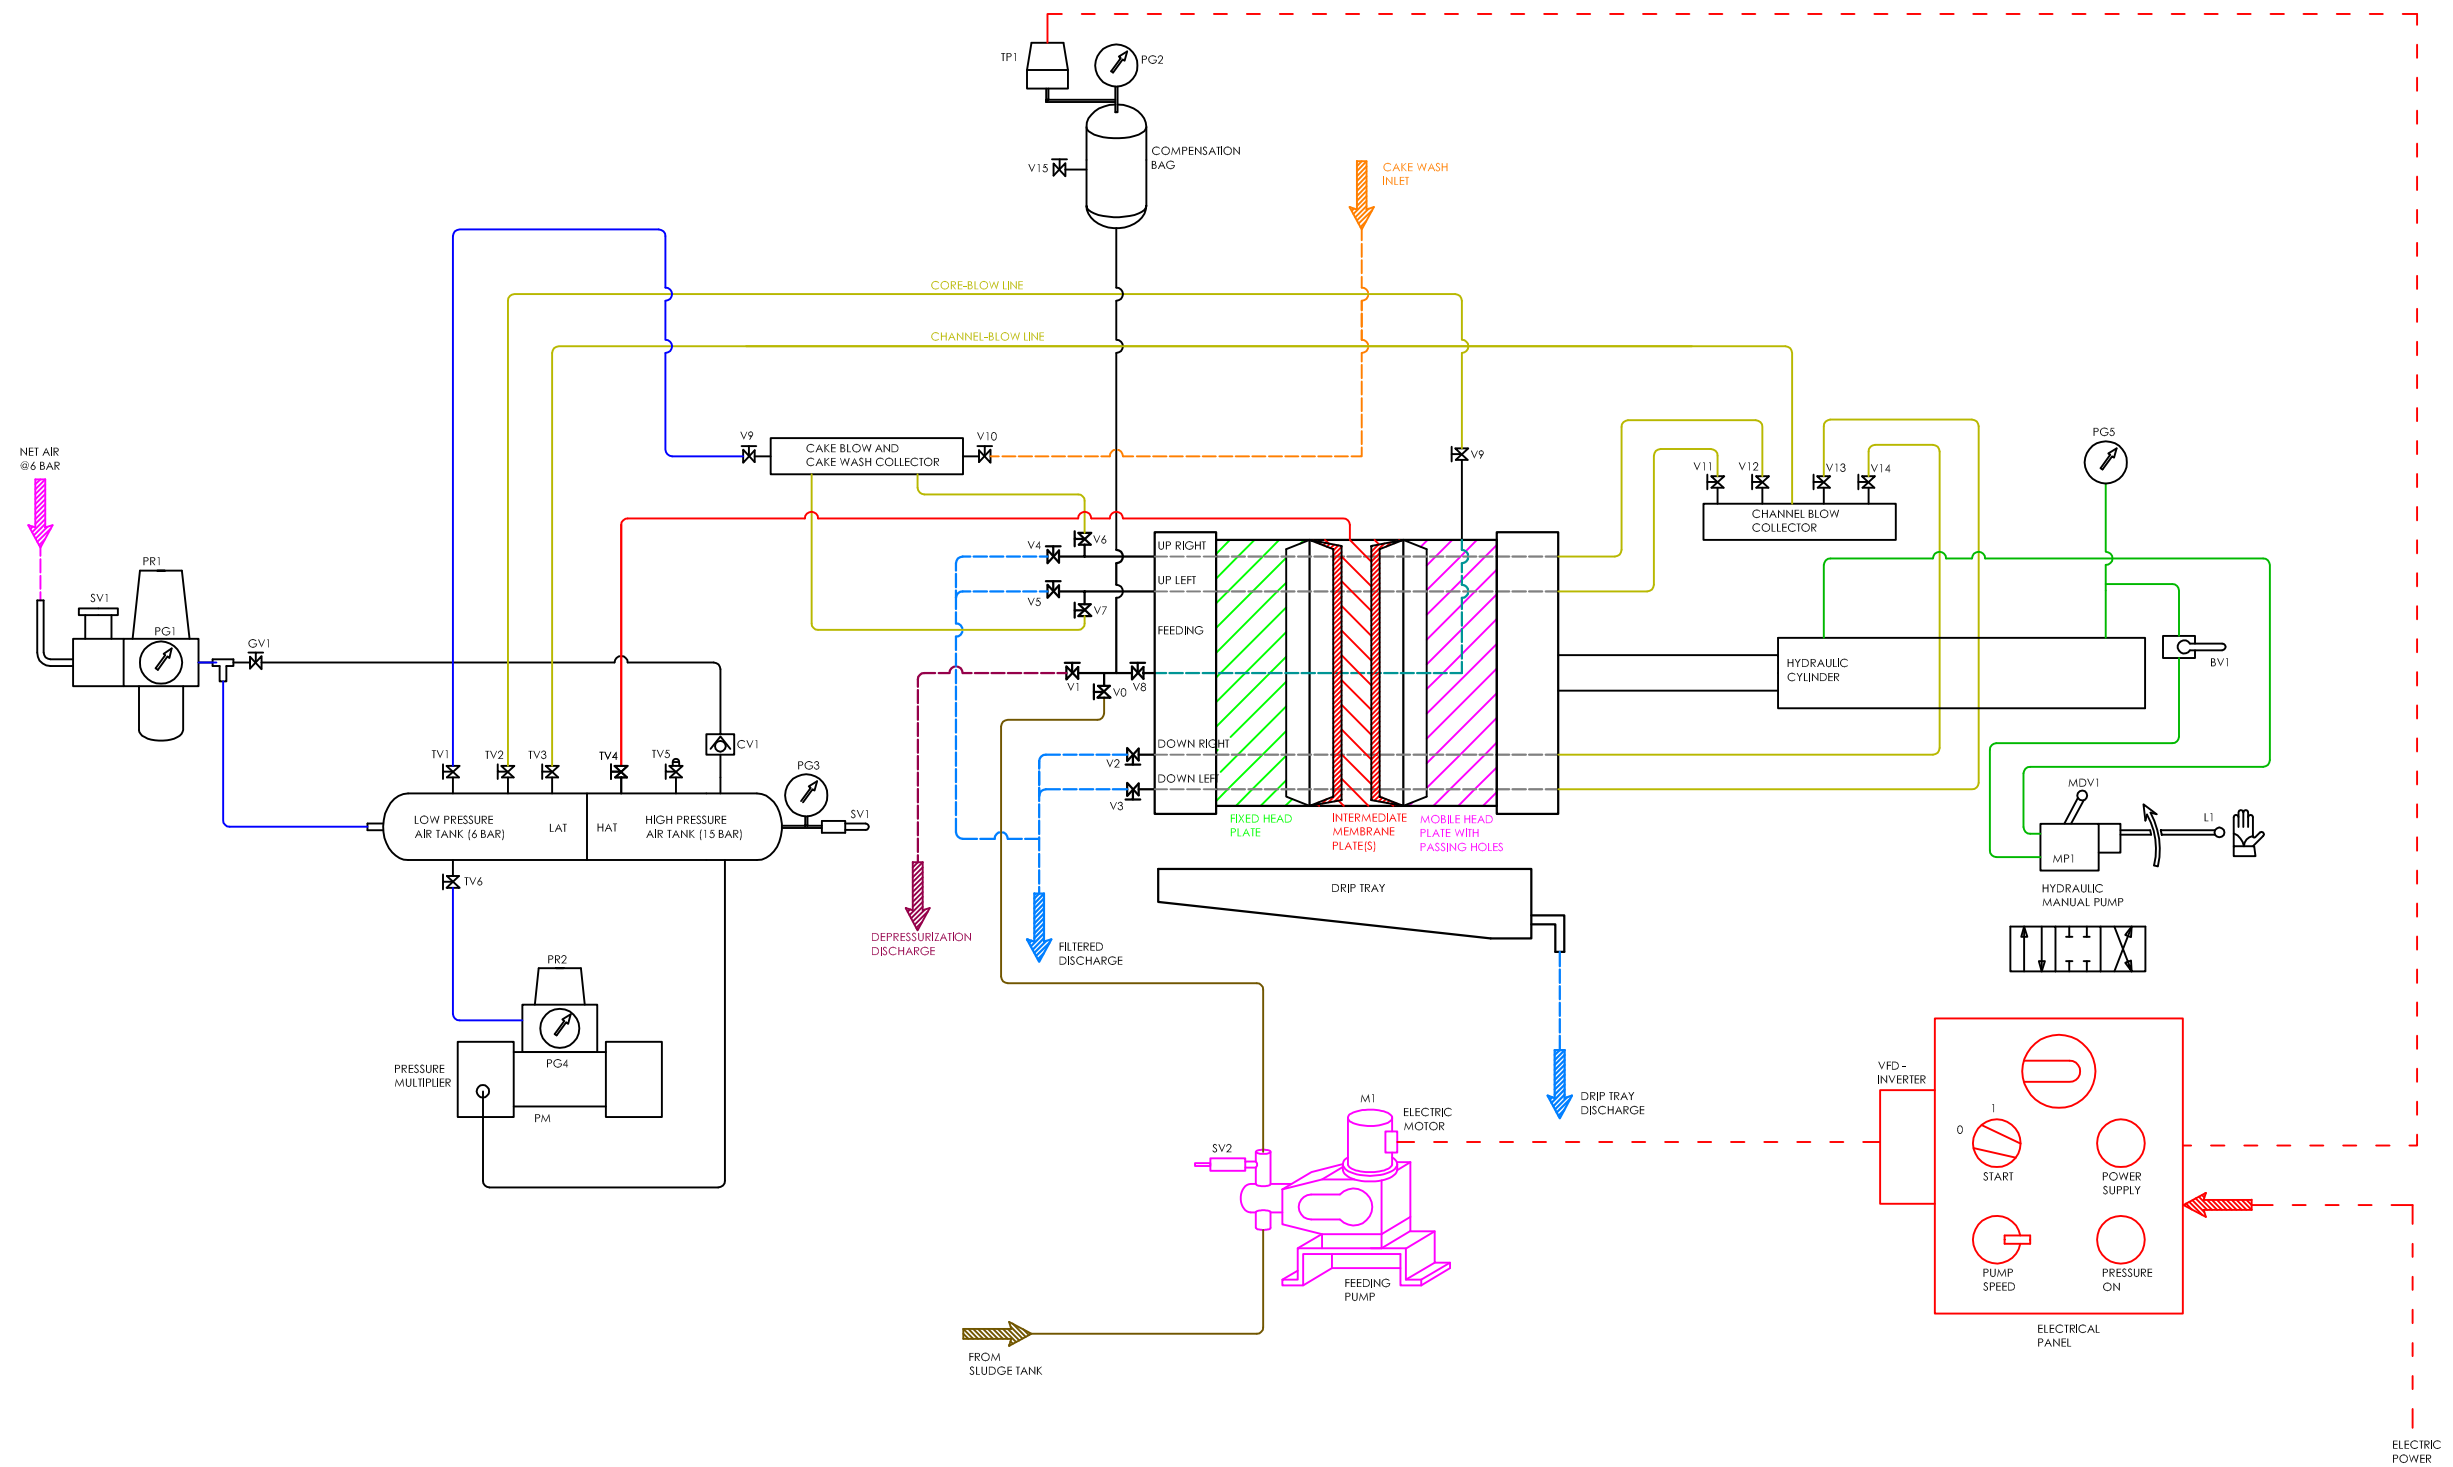 TP1
PG2
COMPENSATION
BAG
V15
CAKE WASH
INLET
CORE-BLOW LINE
CHANNEL-BLOW LINE
NET AIR
@6 BAR
V9
CAKE BLOW AND
CAKE WASH COLLECTOR
V10
V9
V11
V12
V13
V14
CHANNEL BLOW
COLLECTOR
PG5
PR1
SV1
PG1
GV1
V4
V6
V5
V7
UP RIGHT
UP LEFT
FEEDING
V1
V8
V0
DOWN RIGHT
V2
DOWN LEFT
V3
HYDRAULIC
CYLINDER
BV1
TV1
TV2
TV3
TV4
TV5
CV1
PG3
SV1
LOW PRESSURE
AIR TANK (6 BAR)
LAT
HAT
HIGH PRESSURE
AIR TANK (15 BAR)
TV6
FIXED HEAD
PLATE
INTERMEDIATE
MEMBRANE
PLATE(S)
MOBILE HEAD
PLATE WITH
PASSING HOLES
MDV1
L1
MP1
HYDRAULIC
MANUAL PUMP
DRIP TRAY
DEPRESSURIZATION
DISCHARGE
FILTERED
DISCHARGE
PR2
PG4
PRESSURE
MULTIPLIER
PM
DRIP TRAY
DISCHARGE
M1
ELECTRIC
MOTOR
SV2
FEEDING
PUMP
VFD -
INVERTER
1
0
START
POWER
SUPPLY
PUMP
SPEED
PRESSURE
ON
ELECTRICAL
PANEL
FROM
SLUDGE TANK
ELECTRIC
POWER